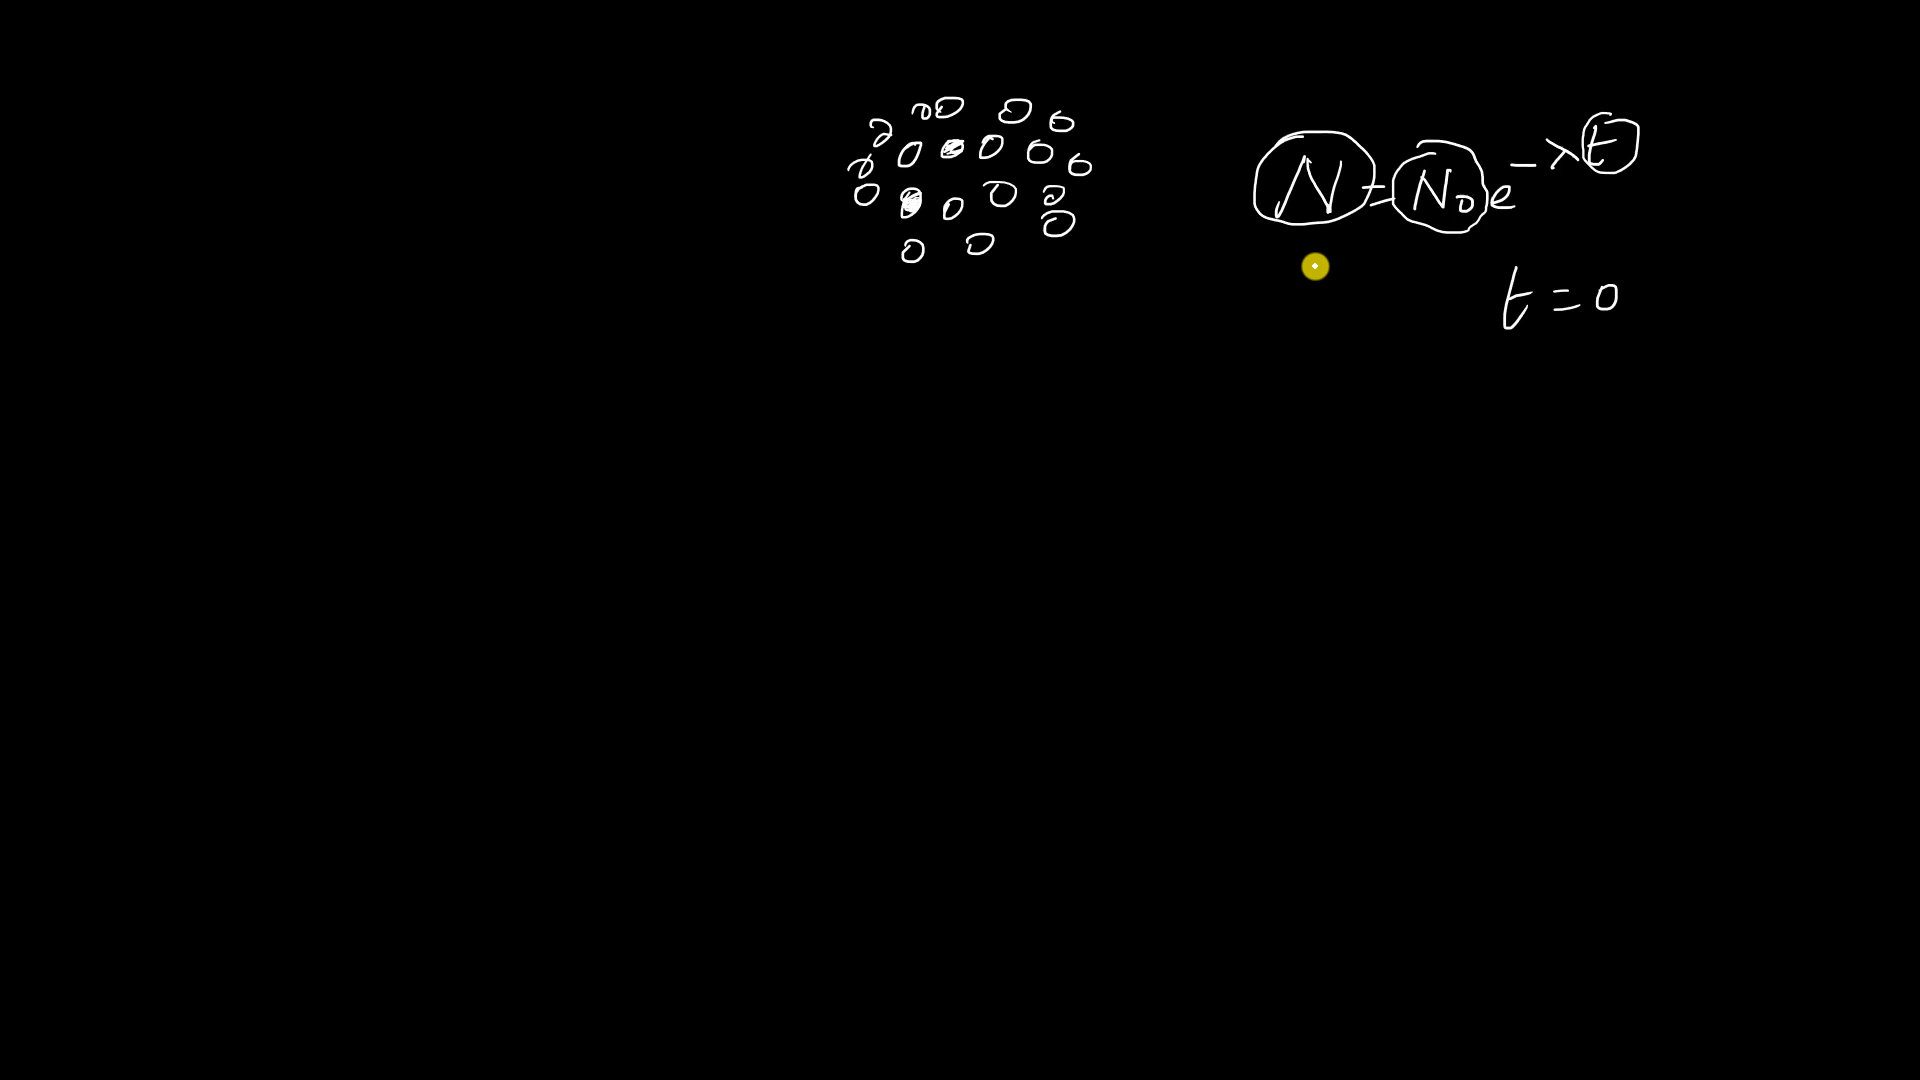 N = N₀e^{-λt}
t = 0